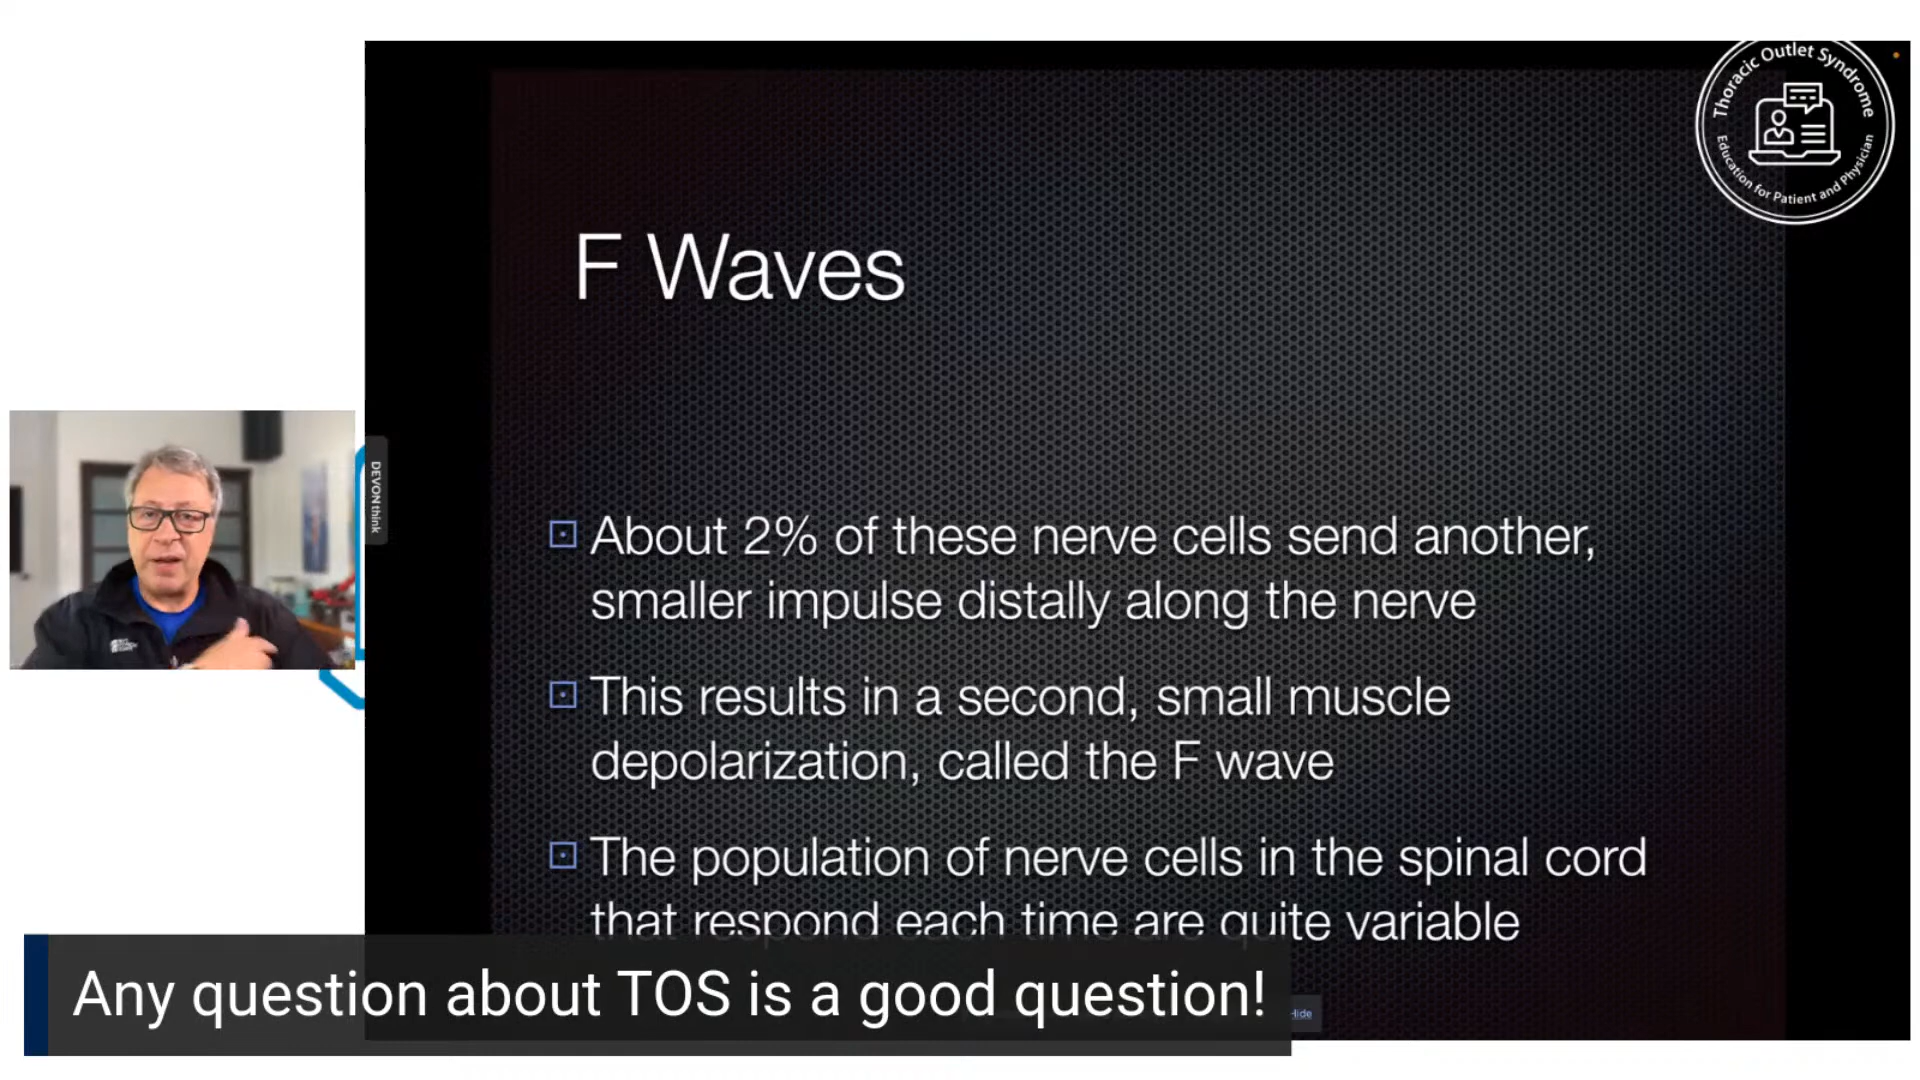 Thoracic Outlet Syndrome
Education for Patient and Physician
F Waves
DEVONthink
About 2% of these nerve cells send another,
smaller impulse distally along the nerve
This results in a second, small muscle
depolarization, called the F wave
The population of nerve cells in the spinal cord
that respond each time are quite variable
Any question about TOS is a good question!
Hide